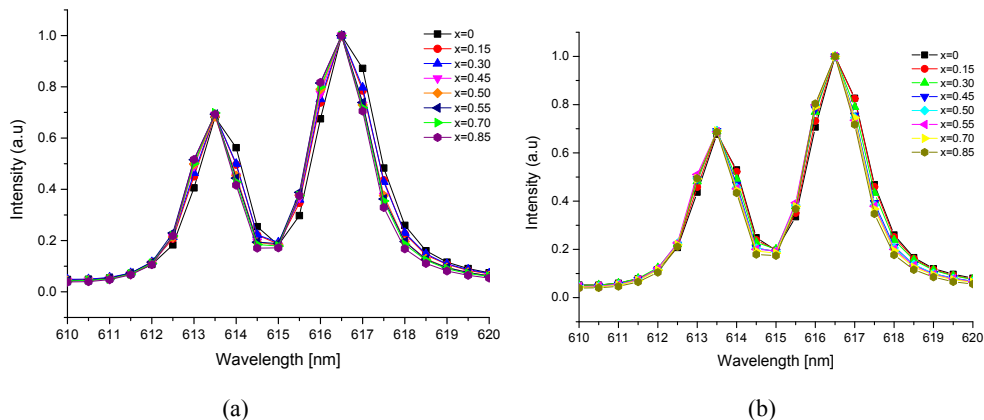 1.0
0.8
0.6
0.4
0.2
0.0
Intensity (a.u)
610 611 612 613 614 615 616 617 618 619 620
Wavelength [nm]
x=0
x=0.15
x=0.30
x=0.45
x=0.50
x=0.55
x=0.70
x=0.85
(a)
1.0
0.8
0.6
0.4
0.2
0.0
Intensity (a.u)
610 611 612 613 614 615 616 617 618 619 620
Wavelength [nm]
x=0
x=0.15
x=0.30
x=0.45
x=0.50
x=0.55
x=0.70
x=0.85
(b)